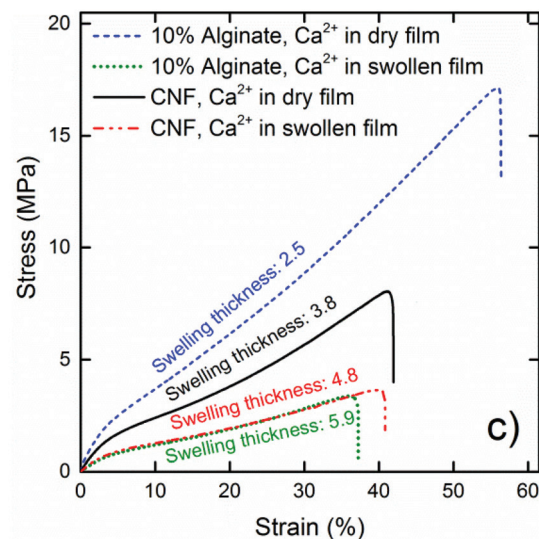 20
15
10
5
0
Stress (MPa)
10% Alginate, Ca²⁺ in dry film
10% Alginate, Ca²⁺ in swollen film
CNF, Ca²⁺ in dry film
CNF, Ca²⁺ in swollen film
Swelling thickness: 2.5
Swelling thickness: 3.8
Swelling thickness: 4.8
Swelling thickness: 5.9
c)
0 10 20 30 40 50 60
Strain (%)